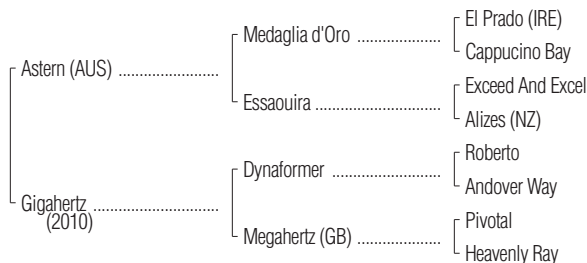 El Prado (IRE)
Medaglia d'Oro ....................
Cappucino Bay
Astern (AUS) ....................
Exceed And Excel
Essaouira ....................
Alizes (NZ)
Roberto
Dynaformer ....................
Andover Way
Gigahertz ....................
(2010)
Pivotal
Megahertz (GB) ....................
Heavenly Ray